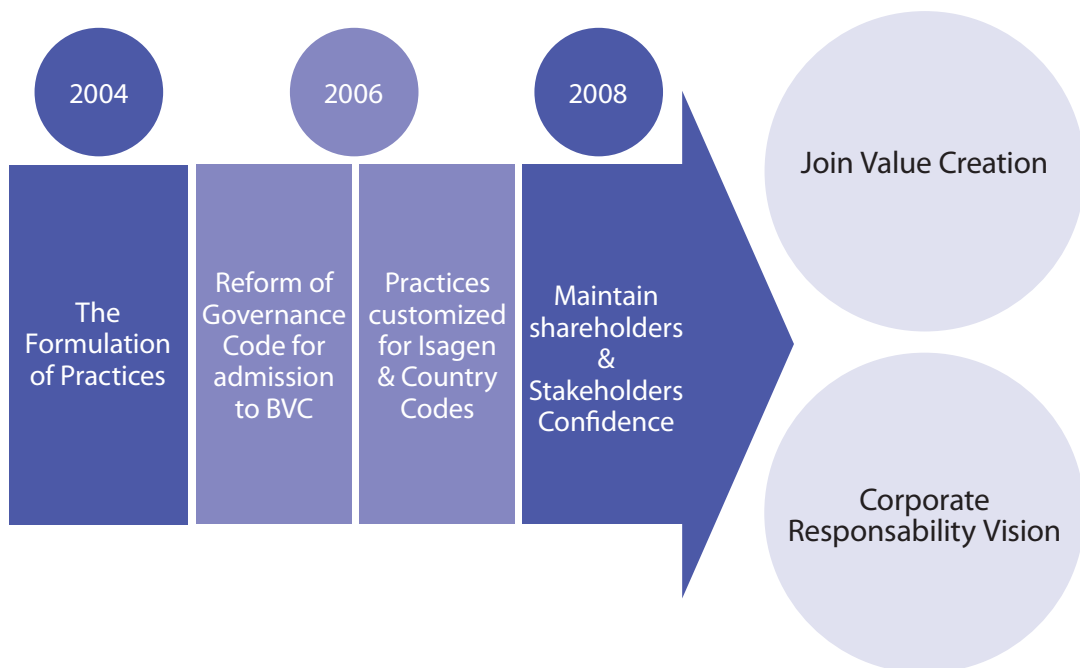 2004
2006
2008
The
Formulation
of Practices
Reform of
Governance
Code for
admission
to BVC
Practices
customized
for Isagen
& Country
Codes
Maintain
shareholders
&
Stakeholders
Confidence
Join Value Creation
Corporate
Responsability Vision